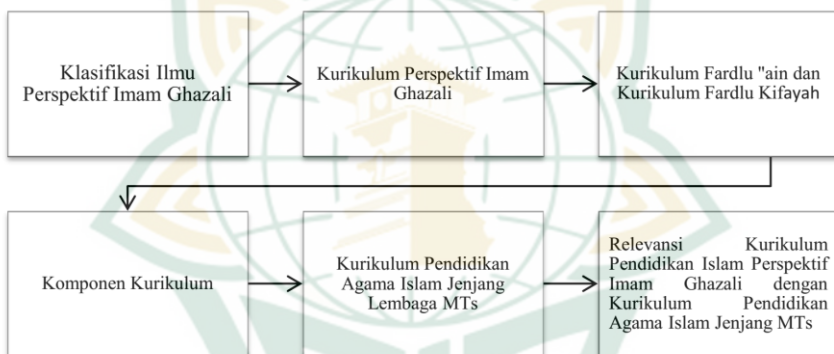 Klasifikasi Ilmu
Perspektif Imam Ghazali
Kurikulum Perspektif Imam
Ghazali
Kurikulum Fardlu "ain dan
Kurikulum Fardlu Kifayah
Komponen Kurikulum
Kurikulum Pendidikan
Agama Islam Jenjang
Lembaga MTs
Relevansi Kurikulum
Pendidikan Islam Perspektif
Imam Ghazali dengan
Kurikulum Pendidikan
Agama Islam Jenjang MTs